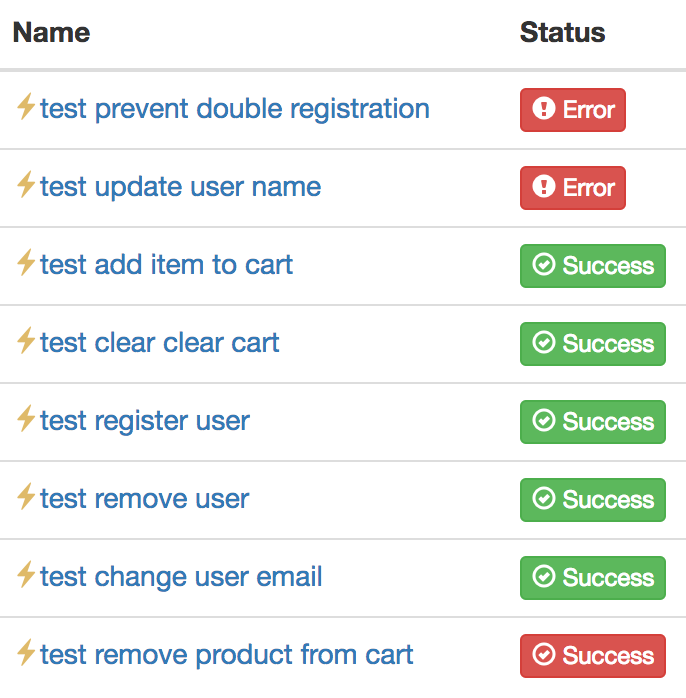 Name Status
test prevent double registration Error
test update user name Error
test add item to cart Success
test clear clear cart Success
test register user Success
test remove user Success
test change user email Success
test remove product from cart Success